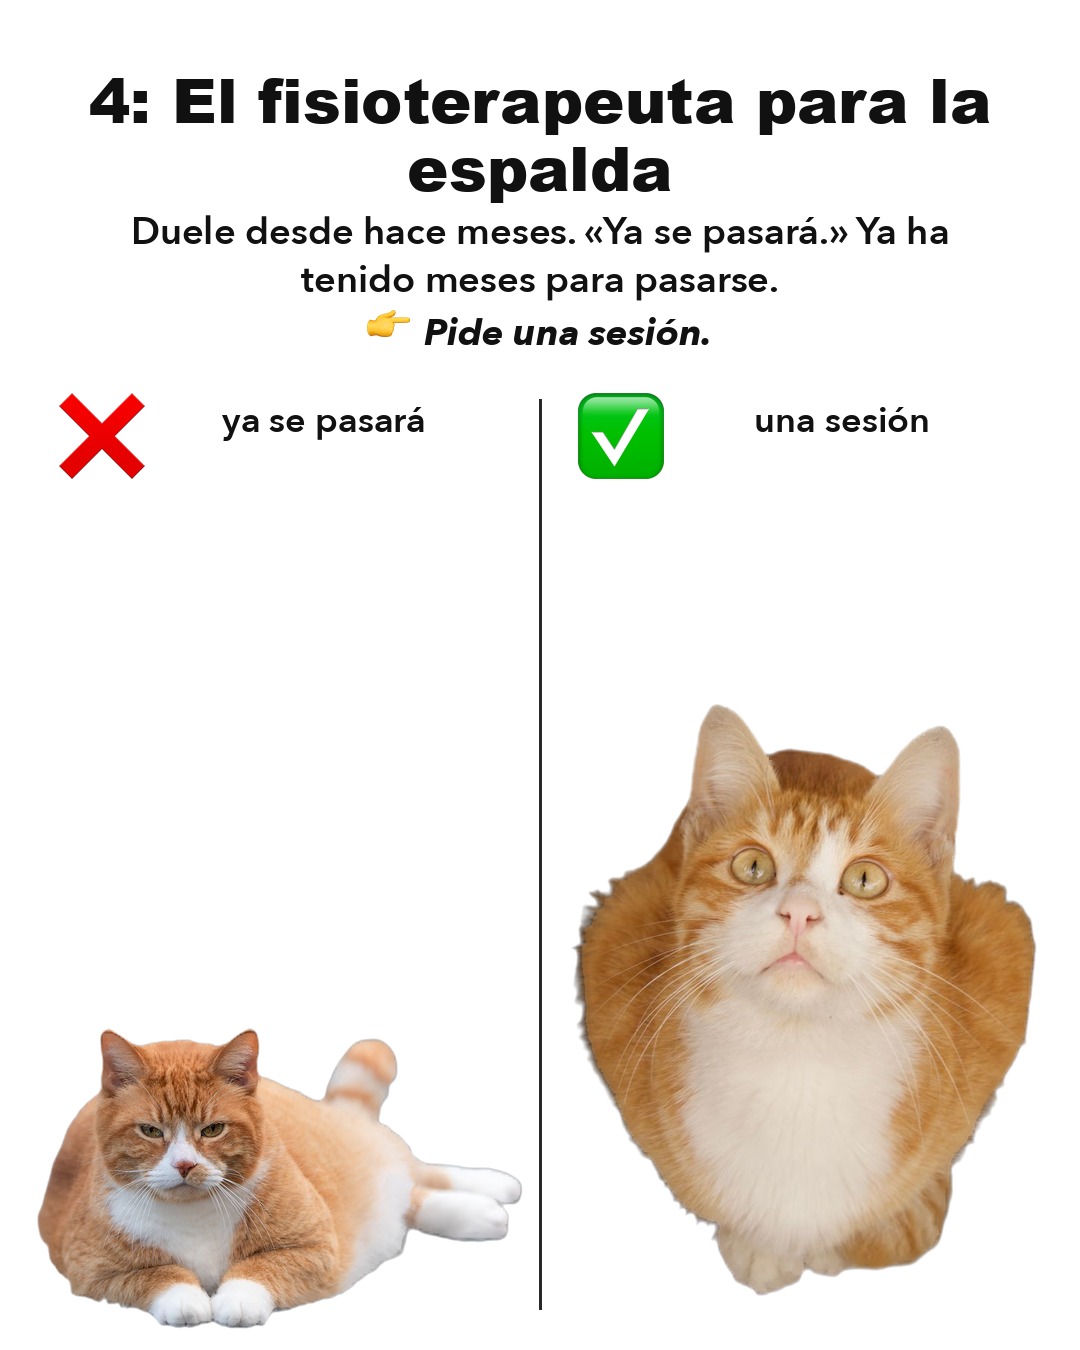 4: El fisioterapeuta para la
espalda
Duele desde hace meses. «Ya se pasará.» Ya ha
tenido meses para pasarse.
👉 Pide una sesión.
ya se pasará
una sesión